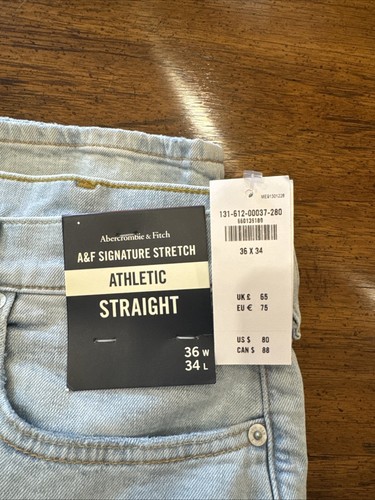 Abercrombie & Fitch
A&F SIGNATURE STRETCH
ATHLETIC
STRAIGHT
36 W
34 L
131-612-00037-280
36 X 34
UK £ 65
EU € 75
US $ 80
CAN $ 88